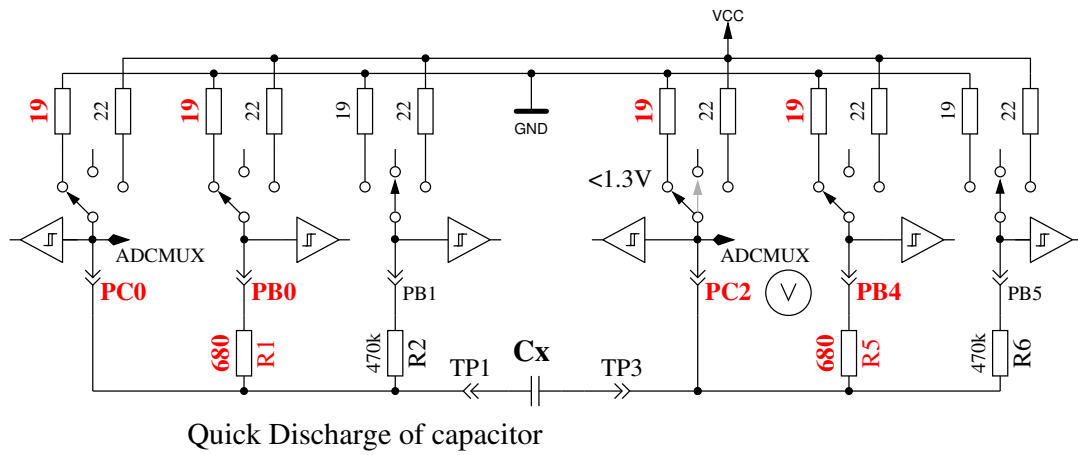 VCC
19
22
19
22
19
22
GND
19
22
19
22
19
22
<1.3V
ADCMUX
ADCMUX
PC0
PB0
PB1
PC2
V
PB4
PB5
680
R1
470k
R2
TP1
Cx
TP3
680
R5
470k
R6
Quick Discharge of capacitor